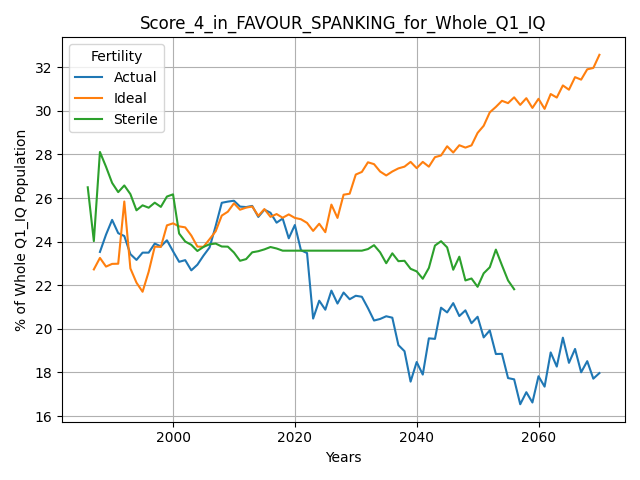 Score_4_in_FAVOUR_SPANKING_for_Whole_Q1_IQ
Fertility
Actual
Ideal
Sterile
% of Whole Q1_IQ Population
32
30
28
26
24
22
20
18
16
2000 2020 2040 2060
Years